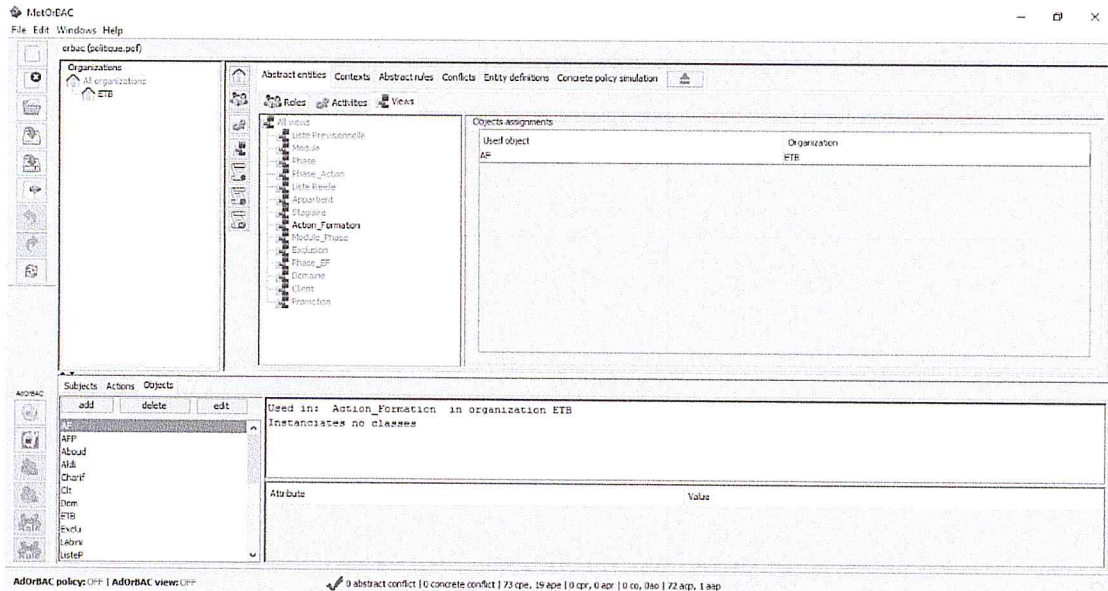 MotOrBAC
File Edit Windows Help
orbac (politique.pof)
Organizations
All organizations
ETB
Abstract entities Contexts Abstract rules Conflicts Entity definitions Concrete policy simulation
Roles Activities Views
All views
Liste Previsionnelle
Module
Phase
Phase_Action
Liste Reelle
Appartient
Stagiaire
Action_Formation
Module_Phase
Exclusion
Phase_EF
Domaine
Client
Promotion
Objects assignments
Used object Organization
AF ETB
Subjects Actions Objects
AdOrBAC
add delete edit
AF
AFP
Aboud
Aldi
Charif
Clt
Dom
ETB
Exclu
Labni
ListeP
Used in: Action_Formation in organization ETB
Instanciates no classes
Attribute Value
Rule
Rule
AdOrBAC policy: OFF | AdOrBAC view: OFF
0 abstract conflict | 0 concrete conflict | 73 cpe, 19 ape | 0 cpr, 0 apr | 0 co, 0ao | 72 acp, 1 aap